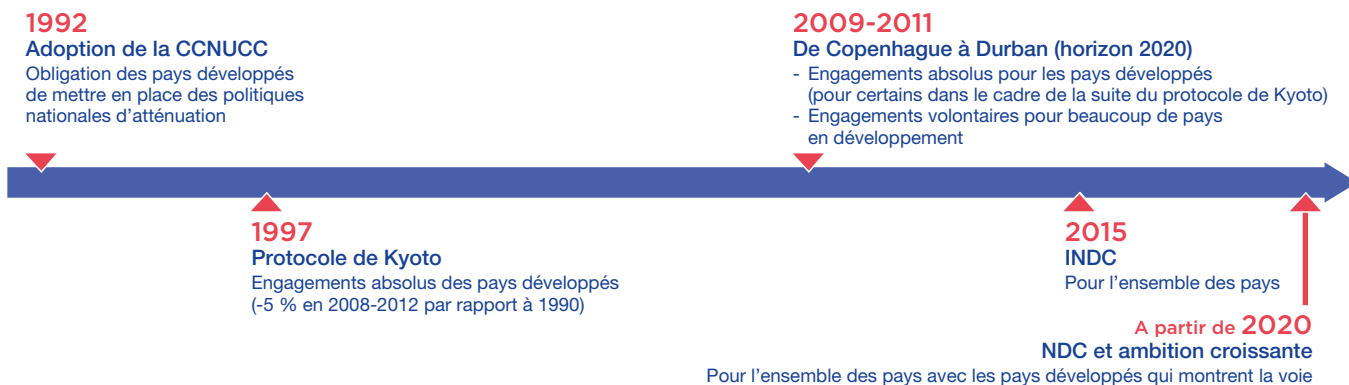 1992
Adoption de la CCNUCC
Obligation des pays développés
de mettre en place des politiques
nationales d’atténuation
2009-2011
De Copenhague à Durban (horizon 2020)
- Engagements absolus pour les pays développés
(pour certains dans le cadre de la suite du protocole de Kyoto)
- Engagements volontaires pour beaucoup de pays
en développement
1997
Protocole de Kyoto
Engagements absolus des pays développés
(-5 % en 2008-2012 par rapport à 1990)
2015
INDC
Pour l’ensemble des pays
A partir de 2020
NDC et ambition croissante
Pour l’ensemble des pays avec les pays développés qui montrent la voie